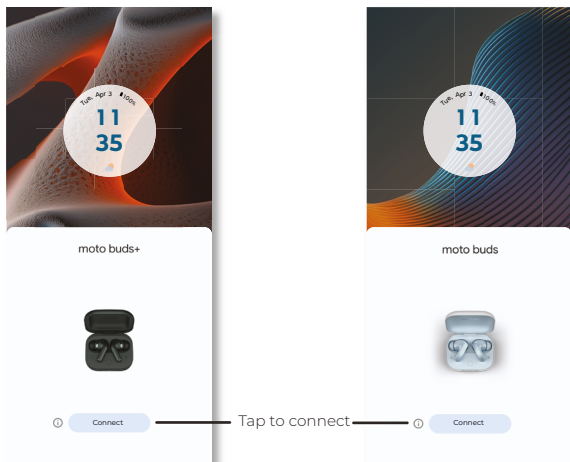 Tue, Apr 3 100%
11
35
moto buds+
Connect
Tap to connect
Tue, Apr 3 100%
11
35
moto buds
Connect